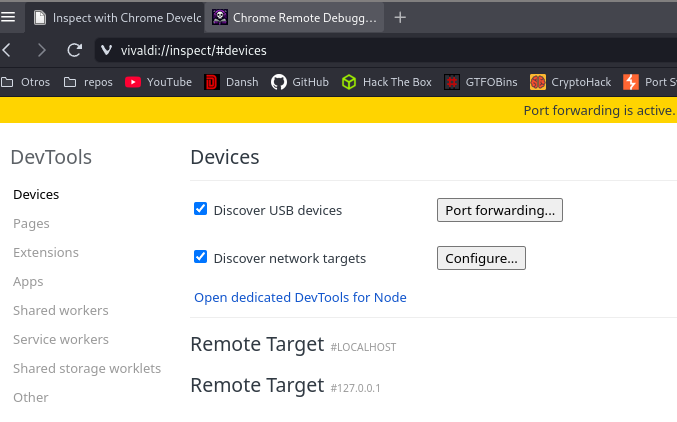 Inspect with Chrome Develo
Chrome Remote Debugg...
vivaldi://inspect/#devices
Otros repos YouTube Dansh GitHub Hack The Box GTFOBins CryptoHack Port S
Port forwarding is active.
DevTools
Devices
Pages
Extensions
Apps
Shared workers
Service workers
Shared storage worklets
Other
Devices
Discover USB devices Port forwarding...
Discover network targets Configure...
Open dedicated DevTools for Node
Remote Target #LOCALHOST
Remote Target #127.0.0.1